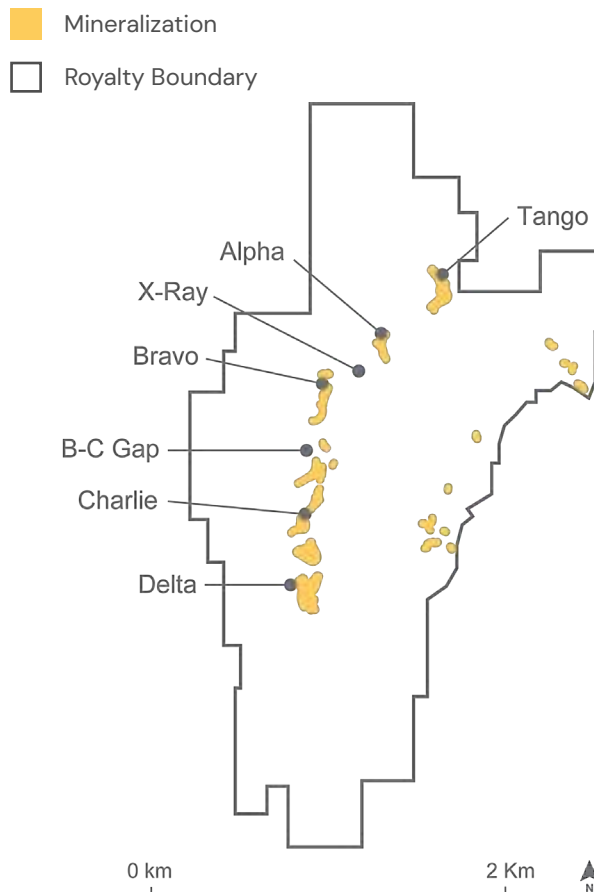 Mineralization
Royalty Boundary
Tango
Alpha
X-Ray
Bravo
B-C Gap
Charlie
Delta
0 km
2 Km
N